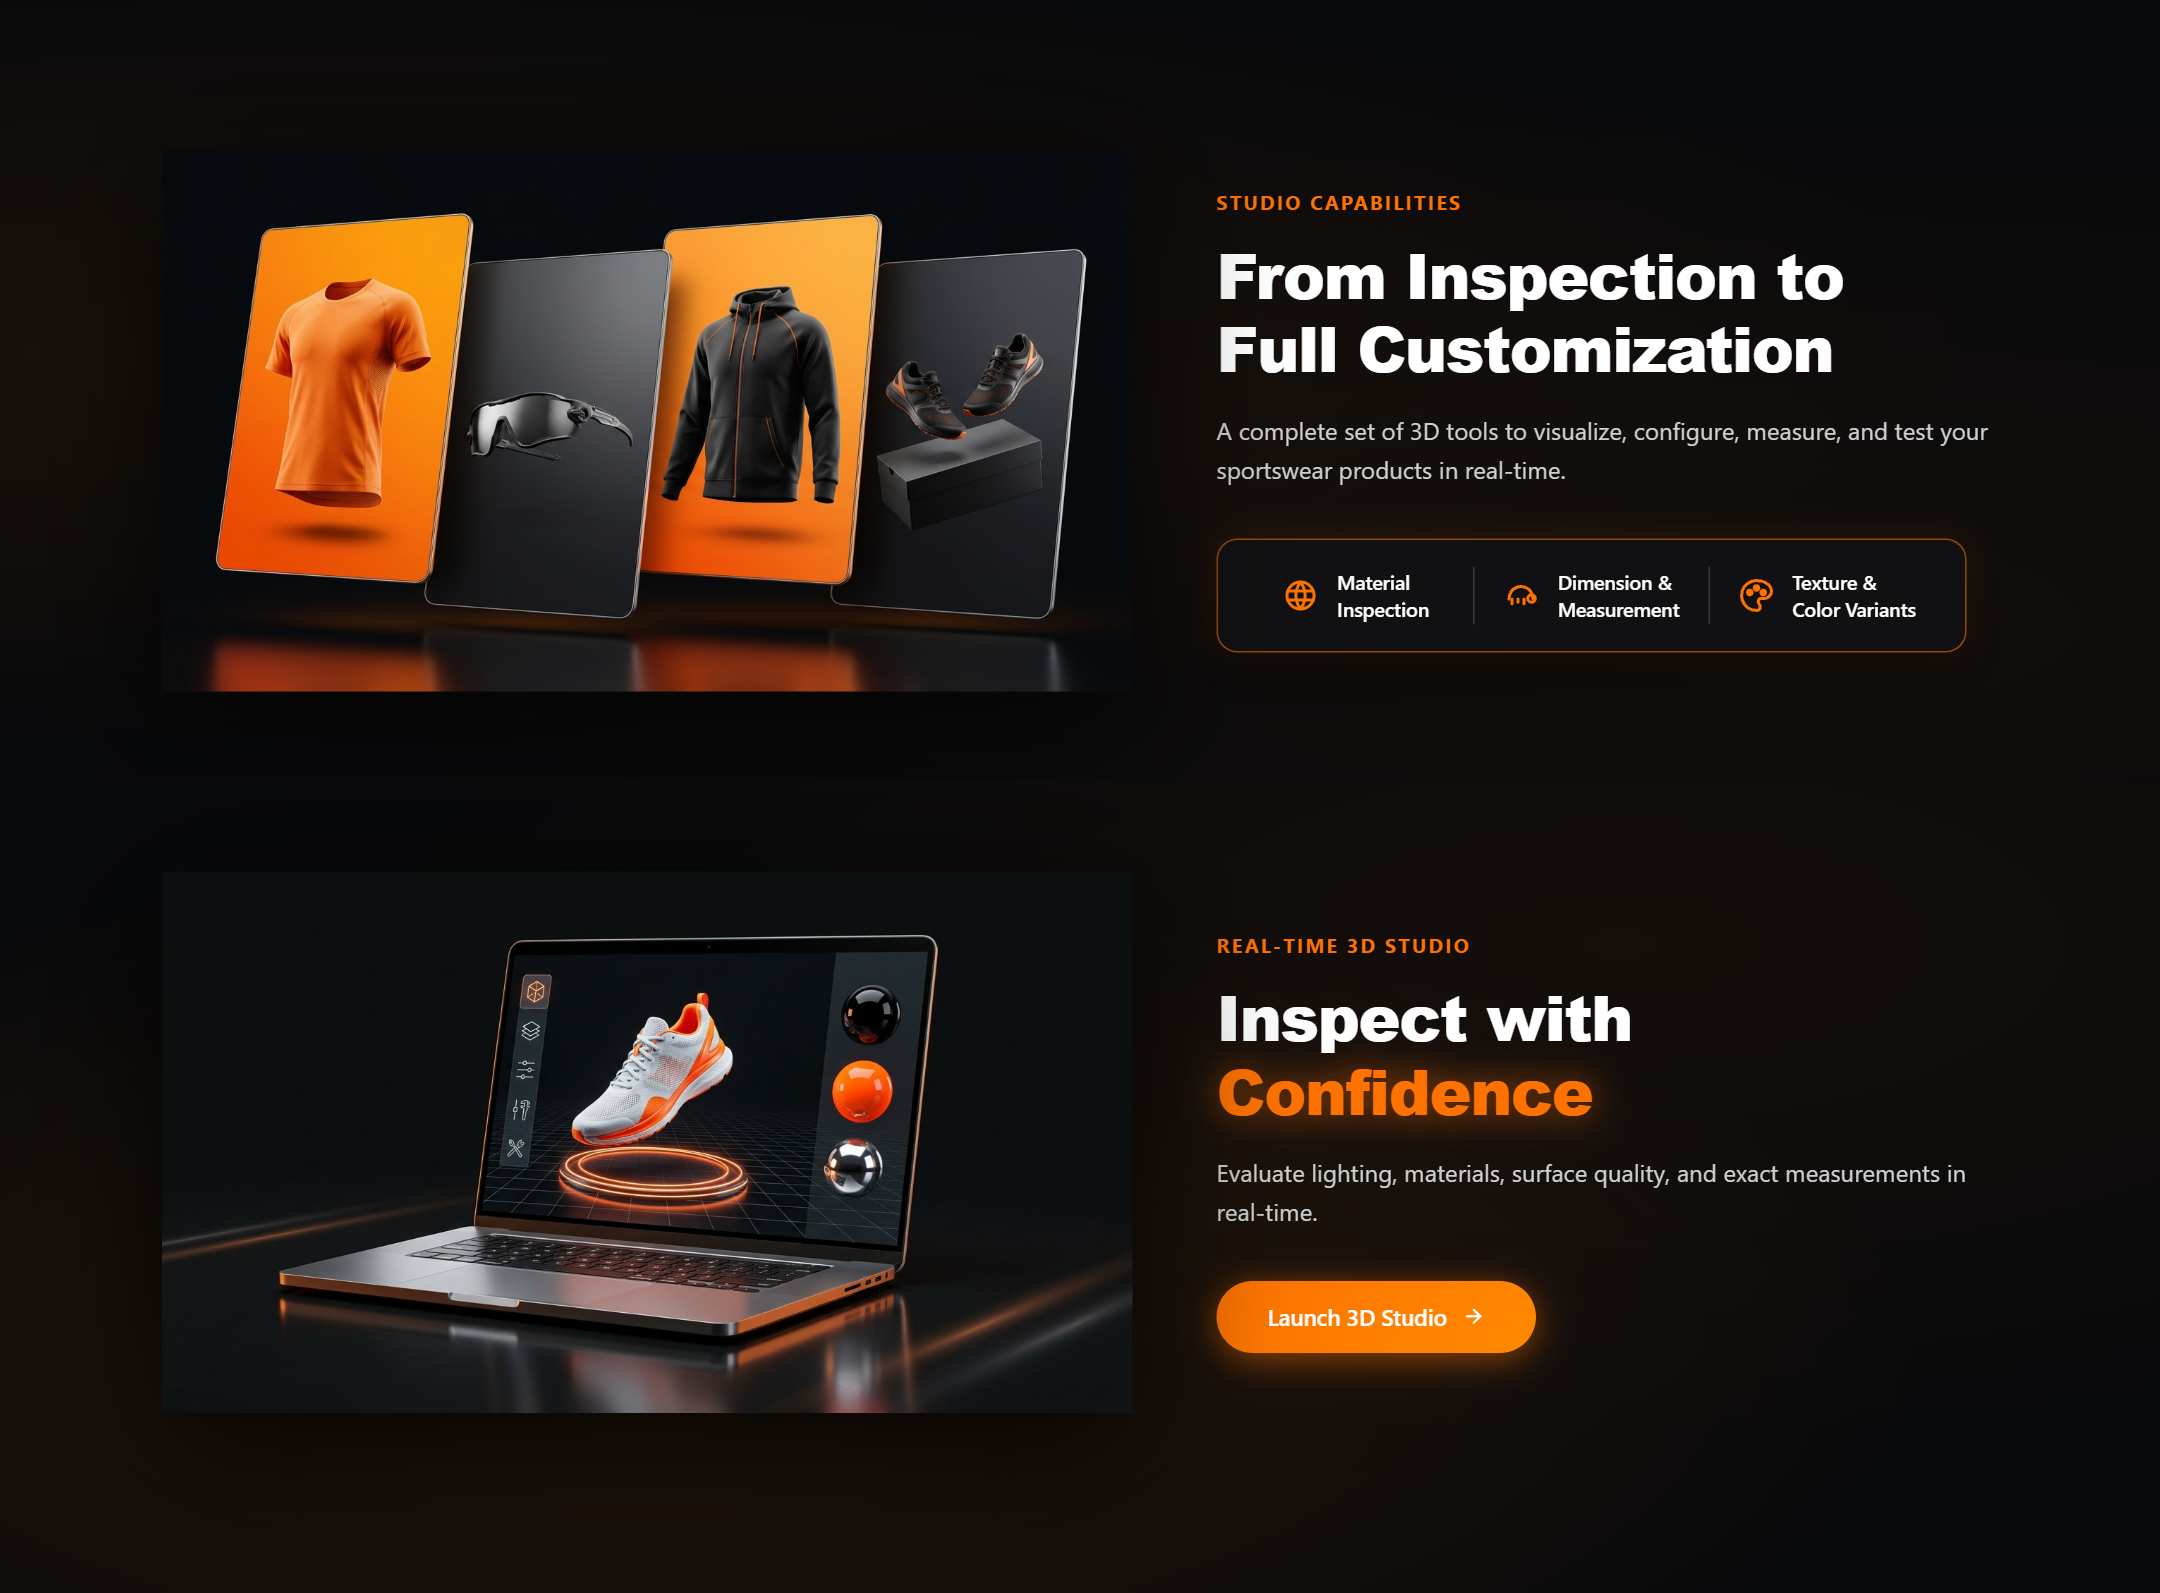 STUDIO CAPABILITIES
From Inspection to
Full Customization
A complete set of 3D tools to visualize, configure, measure, and test your
sportswear products in real-time.
Material
Inspection
Dimension &
Measurement
Texture &
Color Variants
REAL-TIME 3D STUDIO
Inspect with
Confidence
Evaluate lighting, materials, surface quality, and exact measurements in
real-time.
Launch 3D Studio →